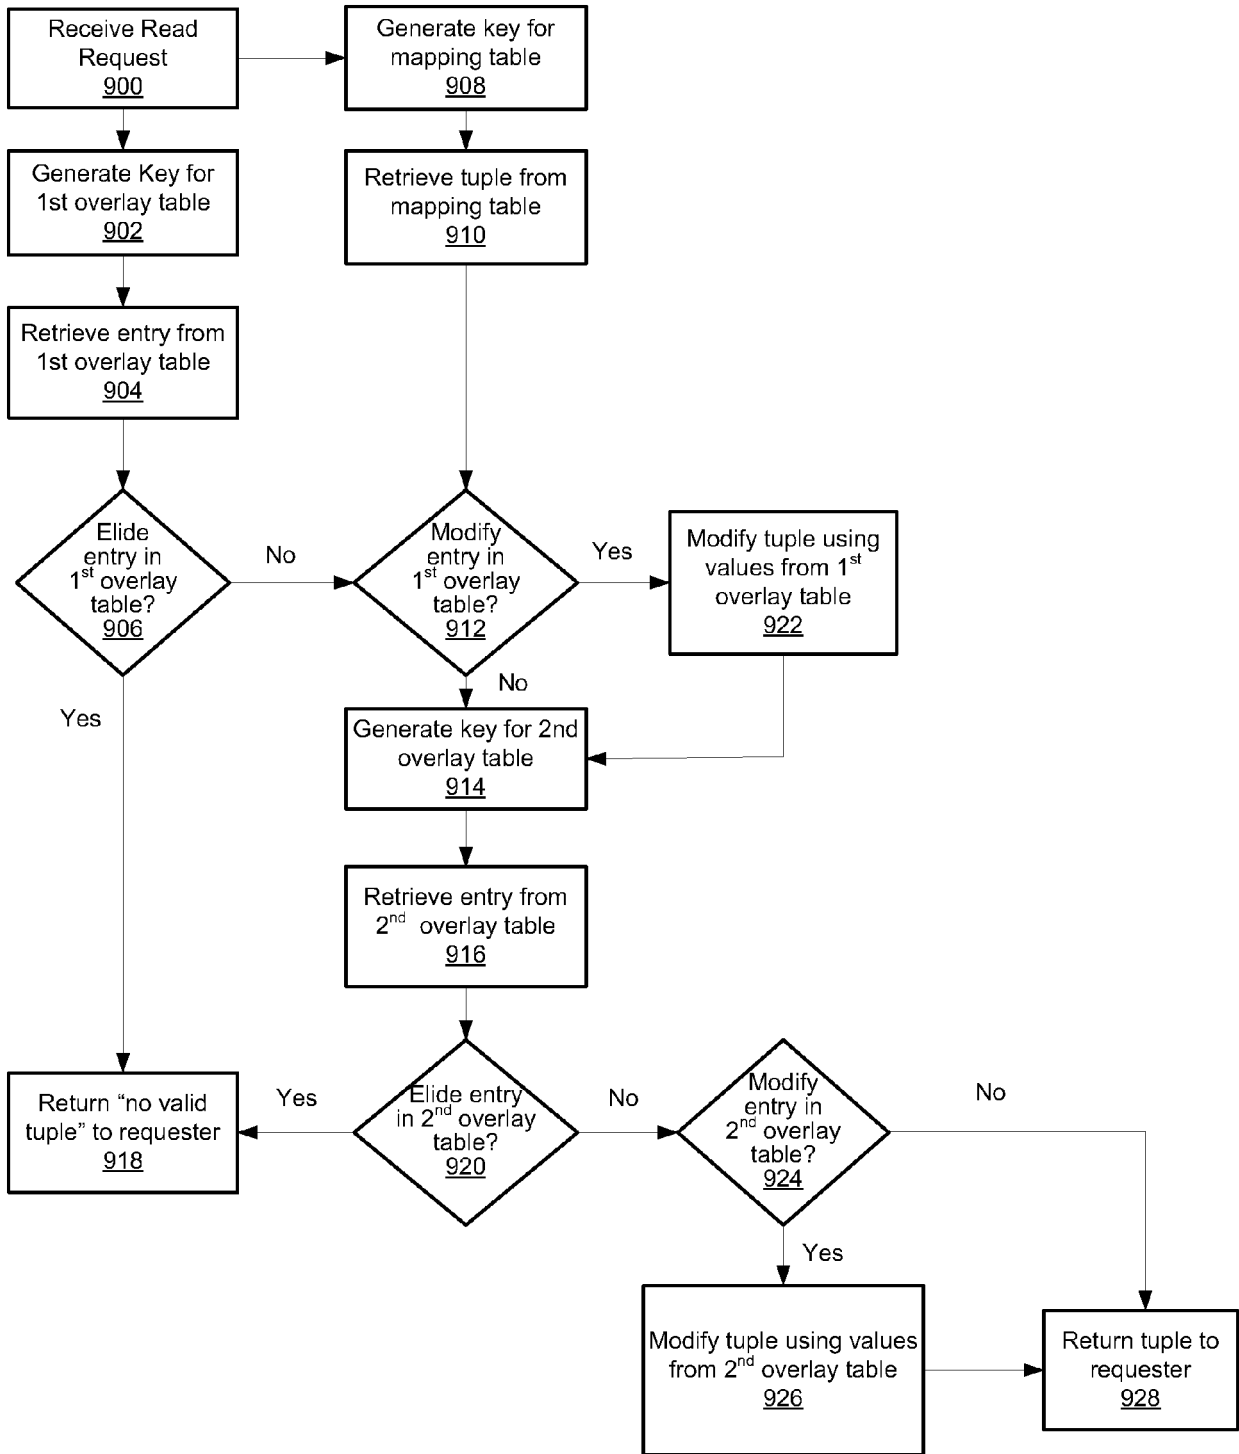 Receive Read
Request
900
Generate key for
mapping table
908
Generate Key for
1st overlay table
902
Retrieve tuple from
mapping table
910
Retrieve entry from
1st overlay table
904
Elide
entry in
1st overlay
table?
906
No
Modify
entry in
1st overlay
table?
912
Yes
Modify tuple using
values from 1st
overlay table
922
Yes
No
Generate key for 2nd
overlay table
914
Retrieve entry from
2nd overlay table
916
Return “no valid
tuple” to requester
918
Yes
Elide entry
in 2nd overlay
table?
920
No
Modify
entry in
2nd overlay
table?
924
No
Yes
Modify tuple using values
from 2nd overlay table
926
Return tuple to
requester
928